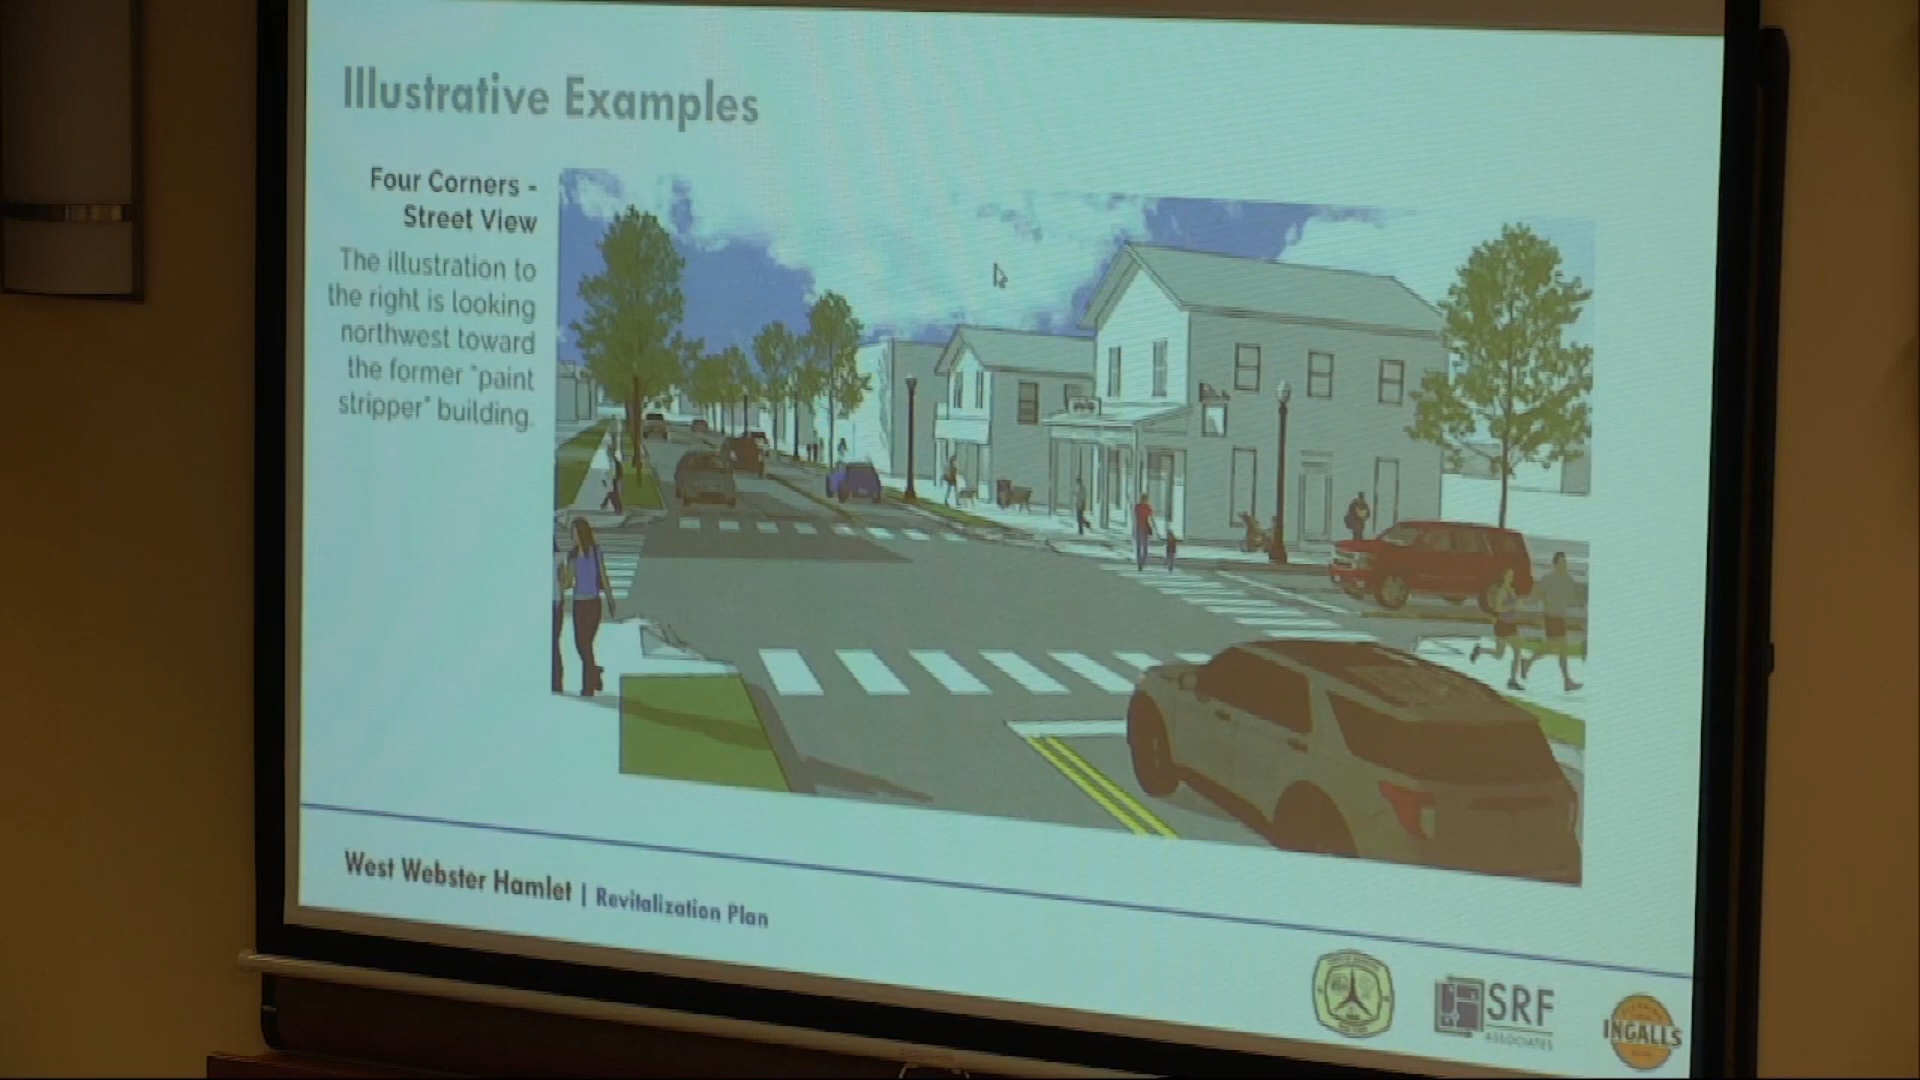 Illustrative Examples
Four Corners -
Street View
The illustration to
the right is looking
northwest toward
the former "paint
stripper" building.
West Webster Hamlet | Revitalization Plan
SRF
ASSOCIATES
INGALLS